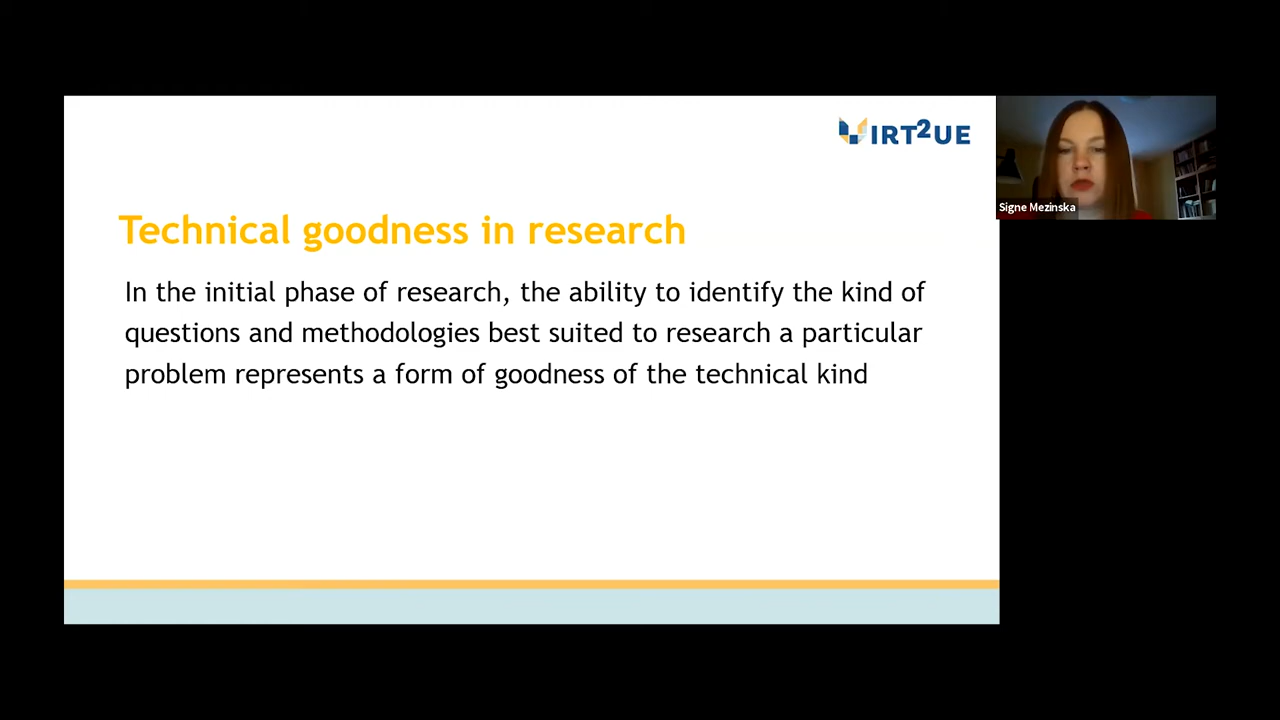 VIRT2UE
Signe Mezinska
Technical goodness in research
In the initial phase of research, the ability to identify the kind of
questions and methodologies best suited to research a particular
problem represents a form of goodness of the technical kind